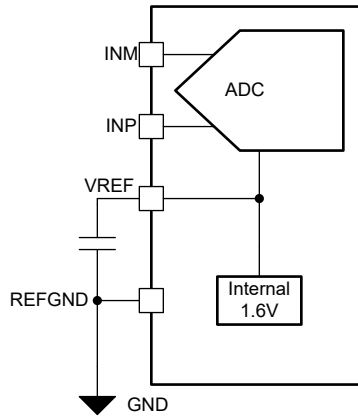 INM
ADC
INP
VREF
Internal
1.6V
REFGND
GND